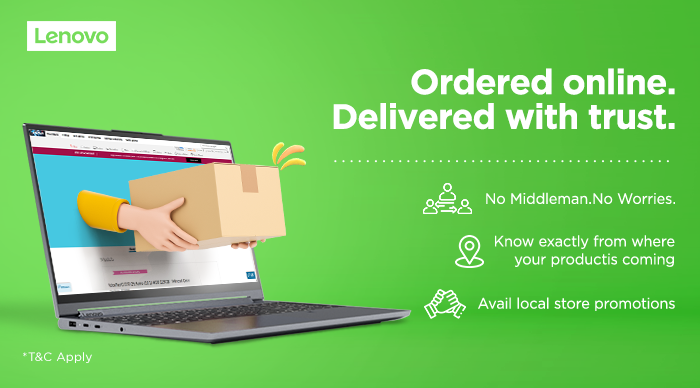 Lenovo
Ordered online.
Delivered with trust.
No Middleman.No Worries.
Know exactly from where
your productis coming
Avail local store promotions
*T&C Apply